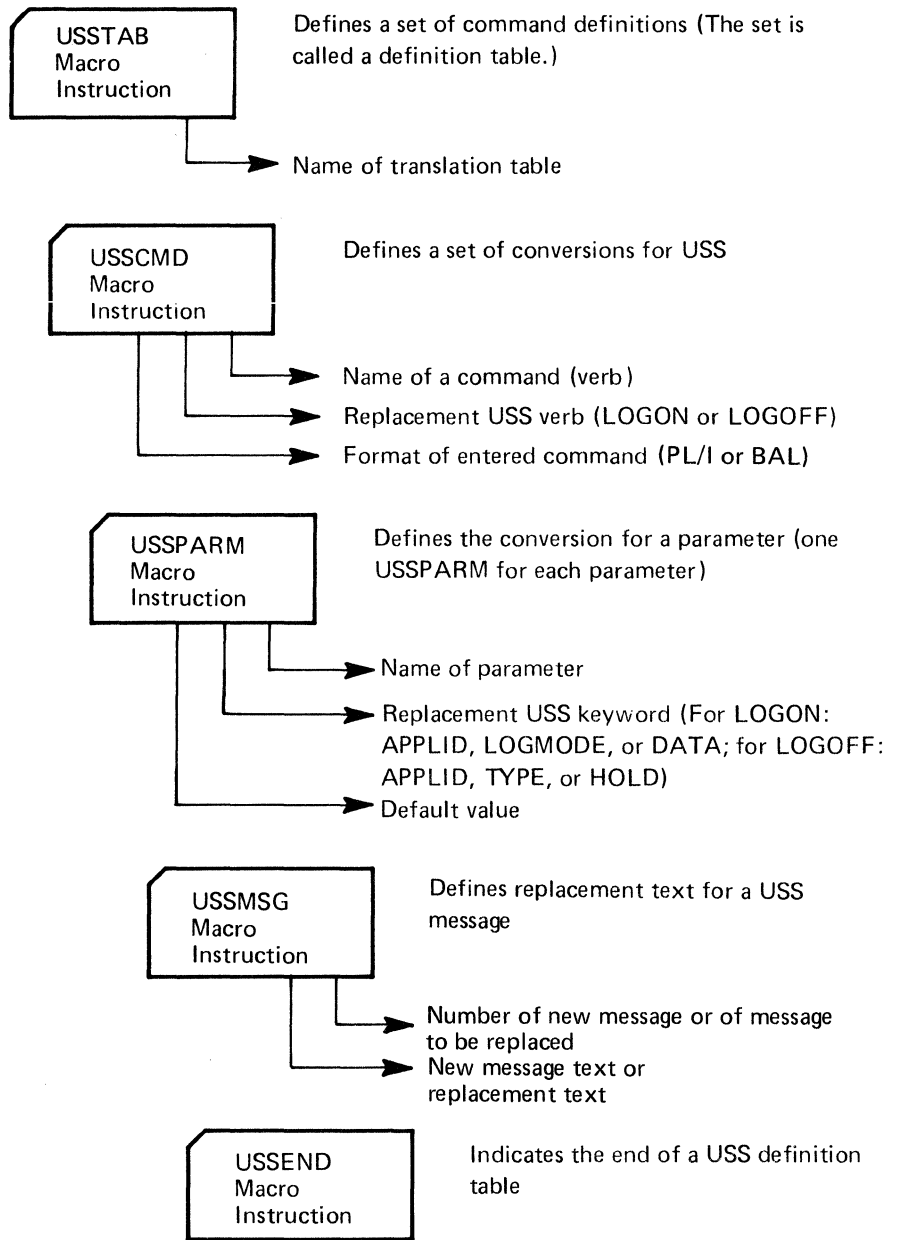 USSTAB
Macro
Instruction
Defines a set of command definitions (The set is
called a definition table.)
Name of translation table
USSCMD
Macro
Instruction
Defines a set of conversions for USS
Name of a command (verb)
Replacement USS verb (LOGON or LOGOFF)
Format of entered command (PL/I or BAL)
USSPARM
Macro
Instruction
Defines the conversion for a parameter (one
USSPARM for each parameter)
Name of parameter
Replacement USS keyword (For LOGON:
APPLID, LOGMODE, or DATA; for LOGOFF:
APPLID, TYPE, or HOLD)
Default value
USSMSG
Macro
Instruction
Defines replacement text for a USS
message
Number of new message or of message
to be replaced
New message text or
replacement text
USSEND
Macro
Instruction
Indicates the end of a USS definition
table